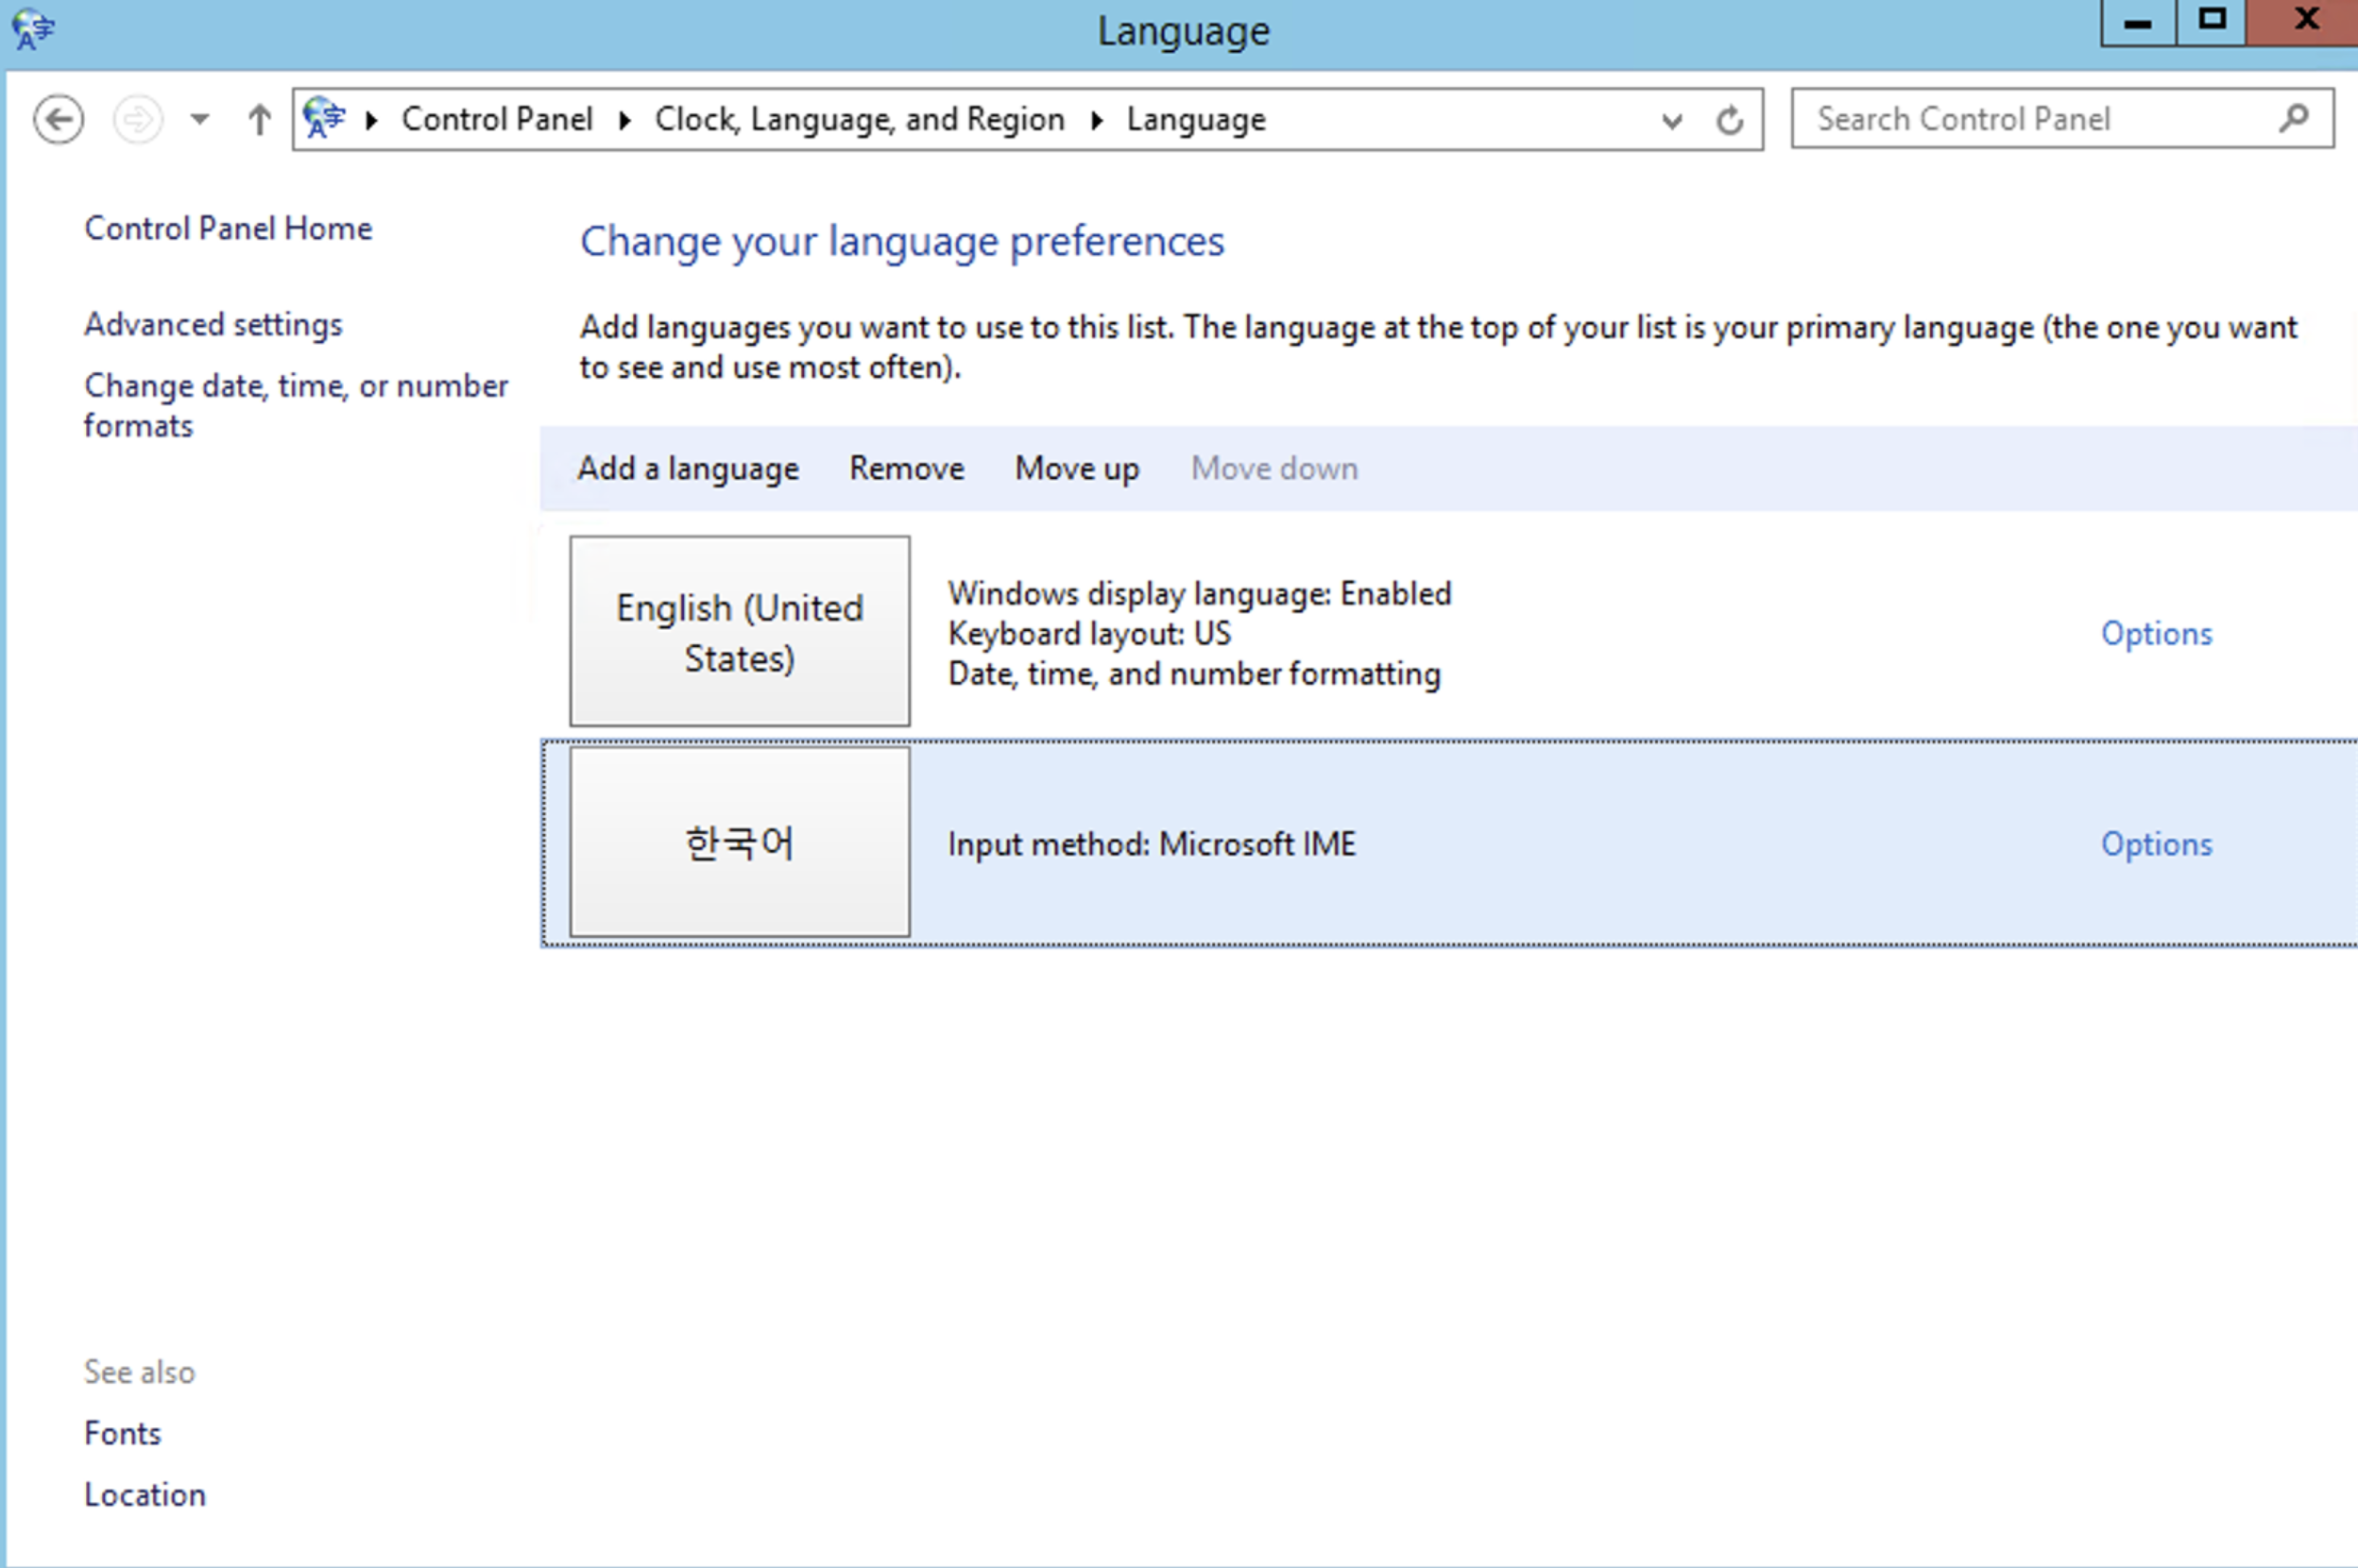 Language
Control Panel
Clock, Language, and Region
Language
Search Control Panel
Control Panel Home
Advanced settings
Change date, time, or number
formats
Change your language preferences
Add languages you want to use to this list. The language at the top of your list is your primary language (the one you want
to see and use most often).
Add a language
Remove
Move up
Move down
English (United
States)
Windows display language: Enabled
Keyboard layout: US
Date, time, and number formatting
Options
한국어
Input method: Microsoft IME
Options
See also
Fonts
Location